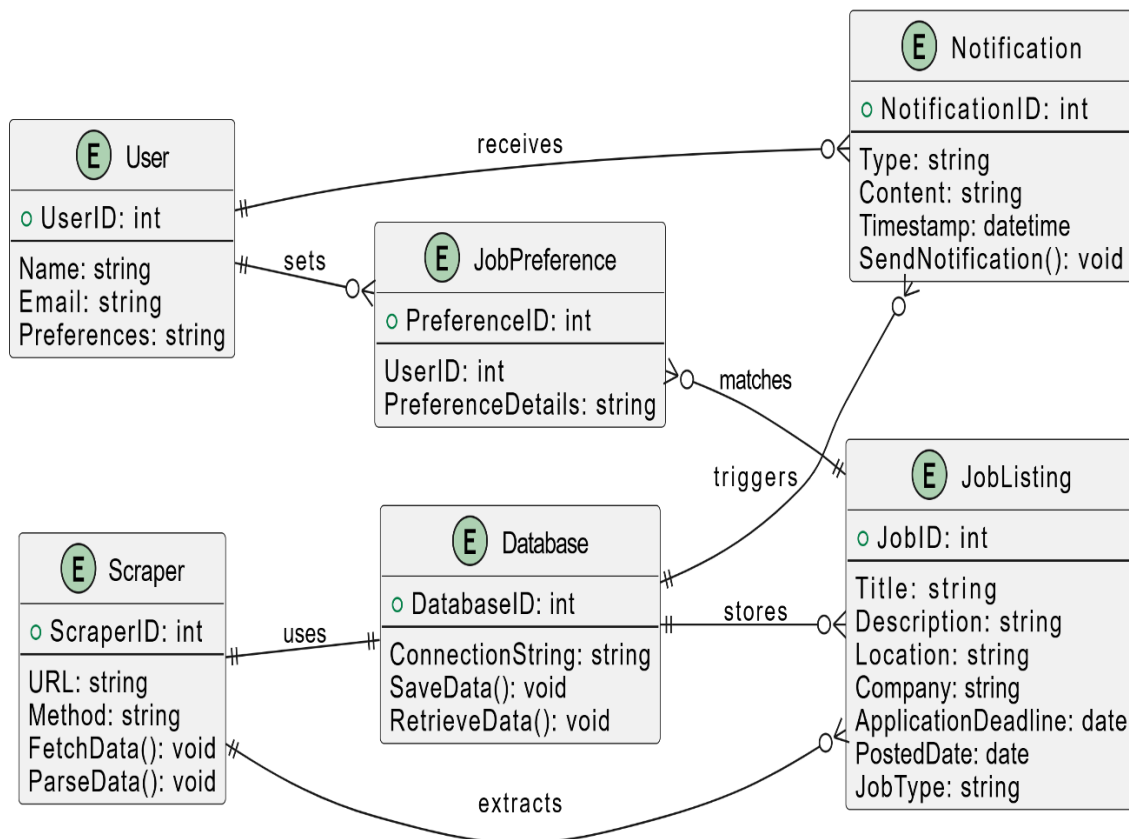 E Notification
NotificationID: int
Type: string
Content: string
Timestamp: datetime
SendNotification(): void
receives
E User
UserID: int
Name: string
Email: string
Preferences: string
sets
E JobPreference
PreferenceID: int
UserID: int
PreferenceDetails: string
matches
triggers
E JobListing
JobID: int
Title: string
Description: string
Location: string
Company: string
ApplicationDeadline: date
PostedDate: date
JobType: string
E Database
DatabaseID: int
ConnectionString: string
SaveData(): void
RetrieveData(): void
stores
E Scraper
ScraperID: int
URL: string
Method: string
FetchData(): void
ParseData(): void
uses
extracts